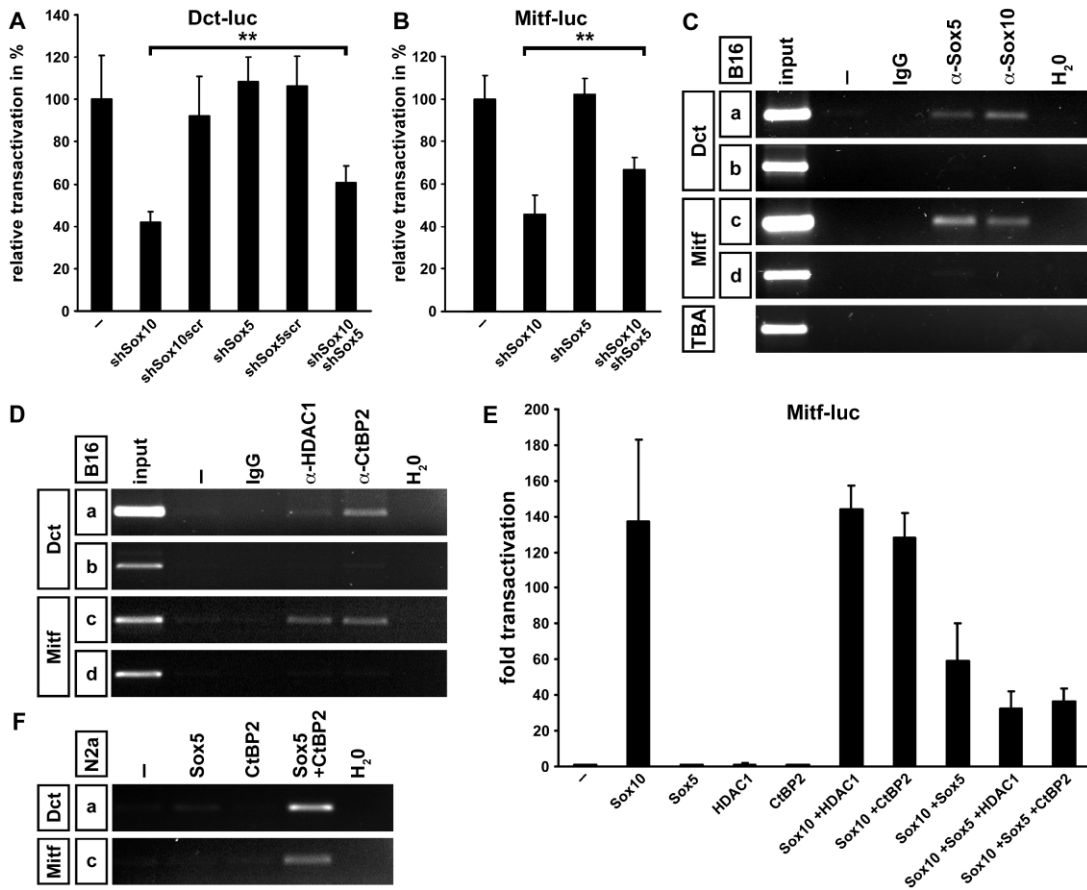 A
Dct-luc
relative transactivation in %
140
120
100
80
60
40
20
0
**
–
shSox10
shSox10scr
shSox5
shSox5scr
shSox10
shSox5
B
Mitf-luc
relative transactivation in %
140
120
100
80
60
40
20
0
**
–
shSox10
shSox5
shSox10
shSox5
C
B16
input
–
IgG
α-Sox5
α-Sox10
H₂0
Dct
a
b
Mitf
c
d
TBA
D
B16
input
–
IgG
α-HDAC1
α-CtBP2
H₂0
Dct
a
b
Mitf
c
d
E
Mitf-luc
fold transactivation
200
180
160
140
120
100
80
60
40
20
0
–
Sox10
Sox5
HDAC1
CtBP2
Sox10 +HDAC1
Sox10 +CtBP2
Sox10 +Sox5
Sox10 +Sox5 +HDAC1
Sox10 +Sox5 +CtBP2
F
N2a
–
Sox5
CtBP2
Sox5
+CtBP2
H₂0
Dct
a
Mitf
c